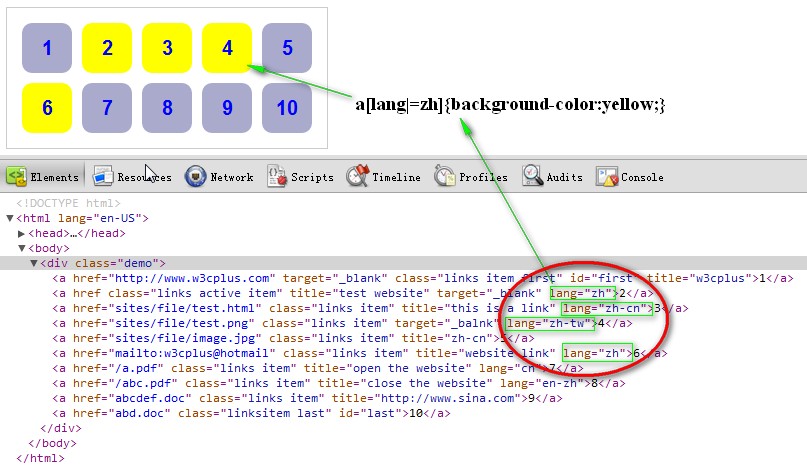 1 2 3 4 5
6 7 8 9 10
a[lang|=zh]{background-color:yellow;}
Elements Resources Network Scripts Timeline Profiles Audits Console
<!DOCTYPE html>
▼<html lang="en-US">
▶<head>…</head>
▼<body>
▼<div class="demo">
<a href="http://www.w3cplus.com" target="_blank" class="links item first" id="first" title="w3cplus">1</a>
<a href class="links active item" title="test website" target="_blank" lang="zh">2</a>
<a href="sites/file/test.html" class="links item" title="this is a link" lang="zh-cn">3</a>
<a href="sites/file/test.png" class="links item" target="_balnk" lang="zh-tw">4</a>
<a href="sites/file/image.jpg" class="links item" title="zh-cn">5</a>
<a href="mailto:w3cplus@hotmail" class="links item" title="website link" lang="zh">6</a>
<a href="/a.pdf" class="links item" title="open the website" lang="cn">7</a>
<a href="/abc.pdf" class="links item" title="close the website" lang="en-zh">8</a>
<a href="abcdef.doc" class="links item" title="http://www.sina.com">9</a>
<a href="abd.doc" class="linksitem last" id="last">10</a>
</div>
</body>
</html>